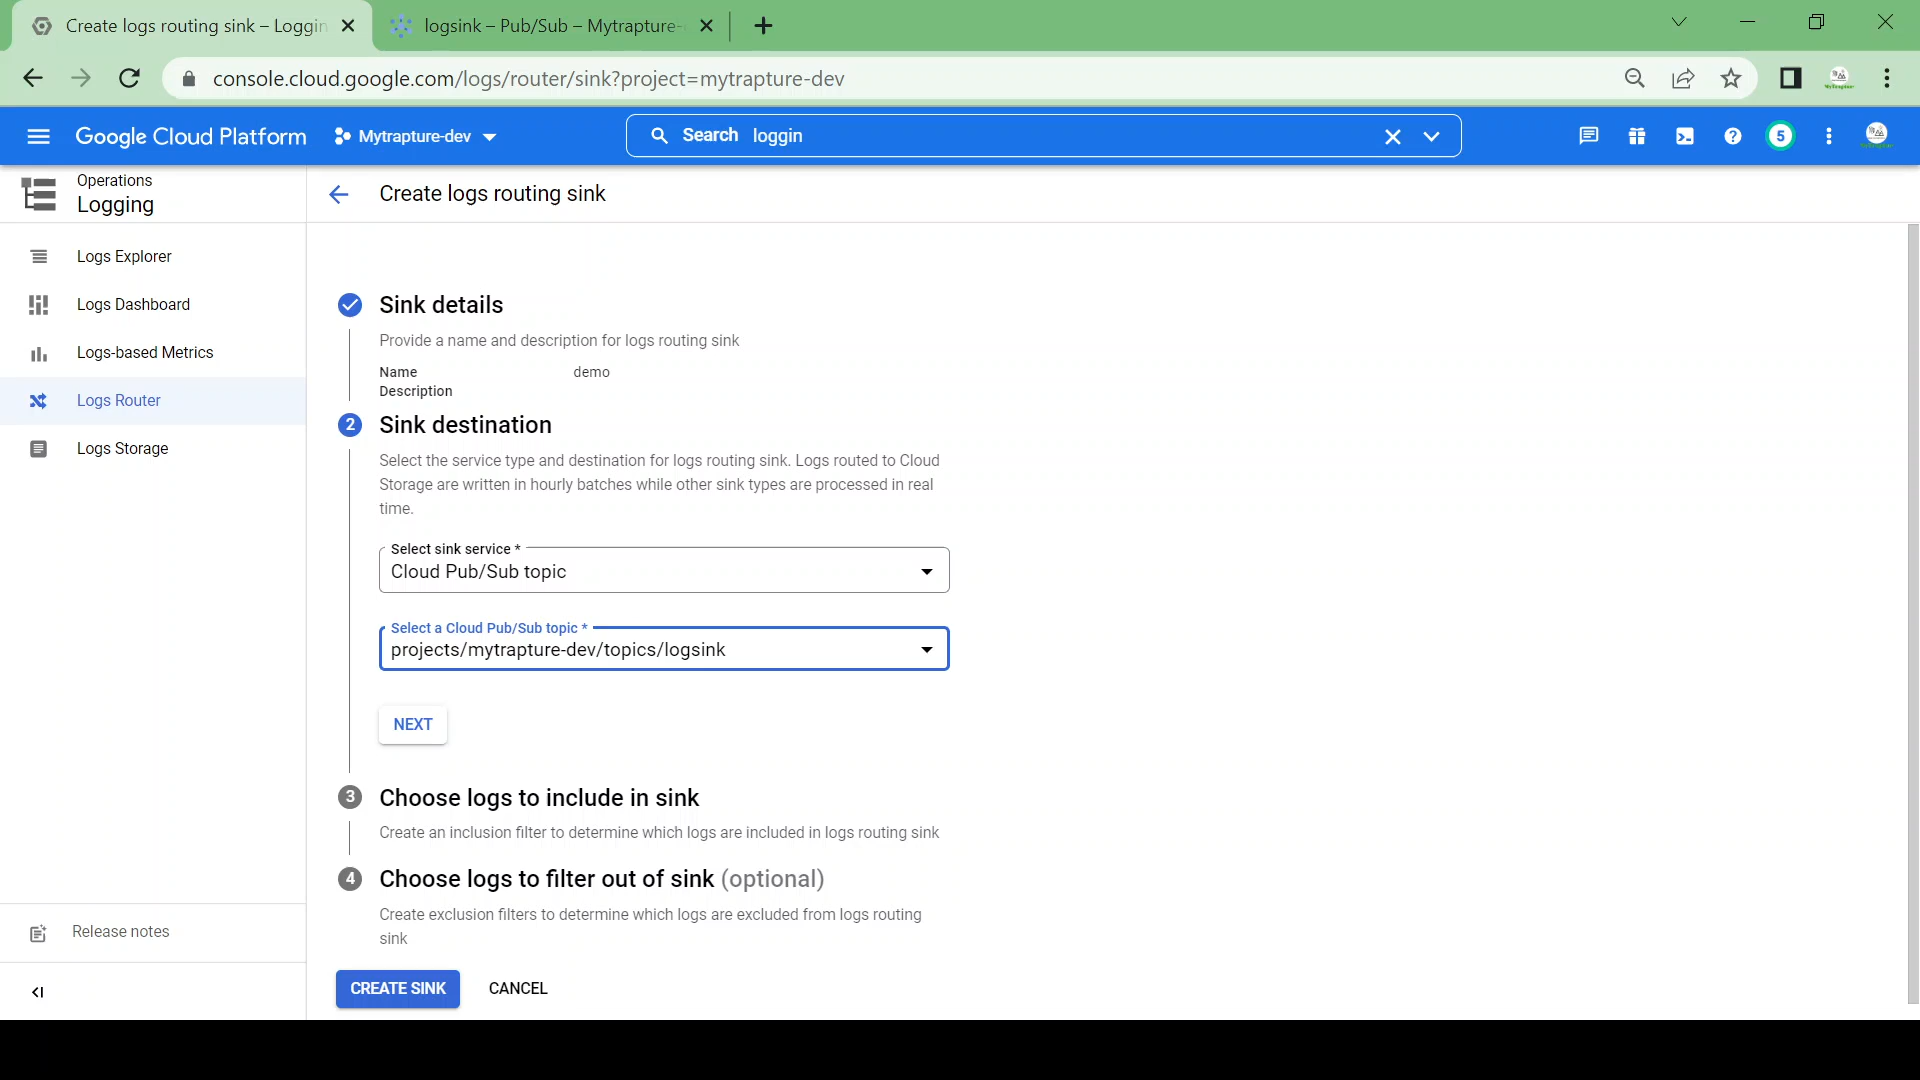 Create logs routing sink – Loggin
logsink – Pub/Sub – Mytrapture-
console.cloud.google.com/logs/router/sink?project=mytrapture-dev
Google Cloud Platform
Mytrapture-dev
Search loggin
5
Operations
Logging
Create logs routing sink
Logs Explorer
Logs Dashboard
Logs-based Metrics
Logs Router
Logs Storage
Release notes
Sink details
Provide a name and description for logs routing sink
Name demo
Description
2 Sink destination
Select the service type and destination for logs routing sink. Logs routed to Cloud
Storage are written in hourly batches while other sink types are processed in real
time.
Select sink service *
Cloud Pub/Sub topic
Select a Cloud Pub/Sub topic *
projects/mytrapture-dev/topics/logsink
NEXT
3 Choose logs to include in sink
Create an inclusion filter to determine which logs are included in logs routing sink
4 Choose logs to filter out of sink (optional)
Create exclusion filters to determine which logs are excluded from logs routing
sink
CREATE SINK CANCEL